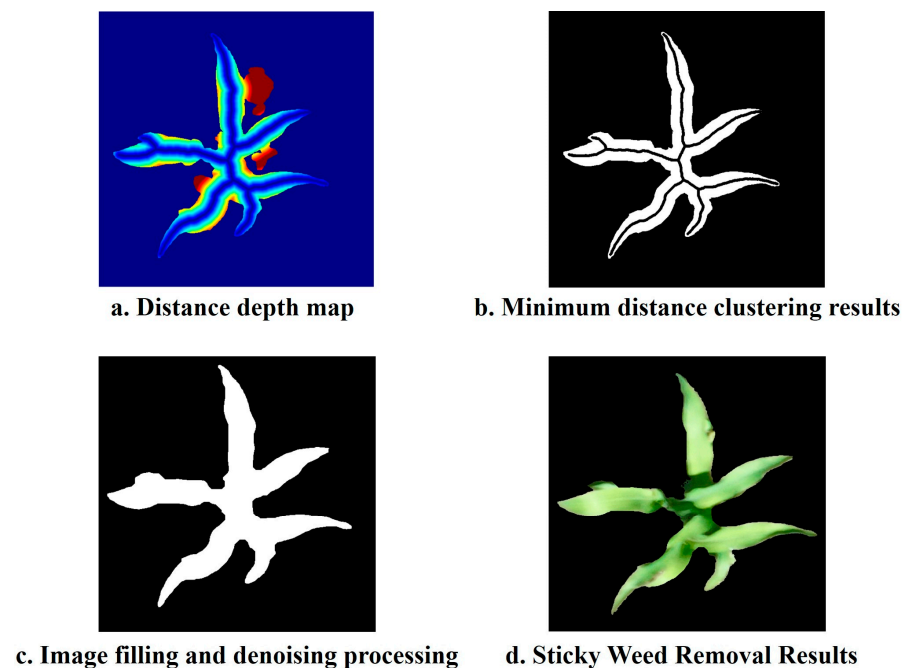 a. Distance depth map
b. Minimum distance clustering results
c. Image filling and denoising processing
d. Sticky Weed Removal Results